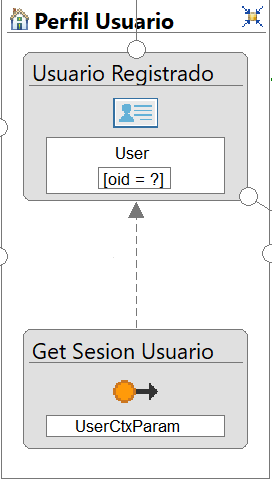 Perfil Usuario
Usuario Registrado
User
[oid = ?]
Get Sesion Usuario
UserCtxParam